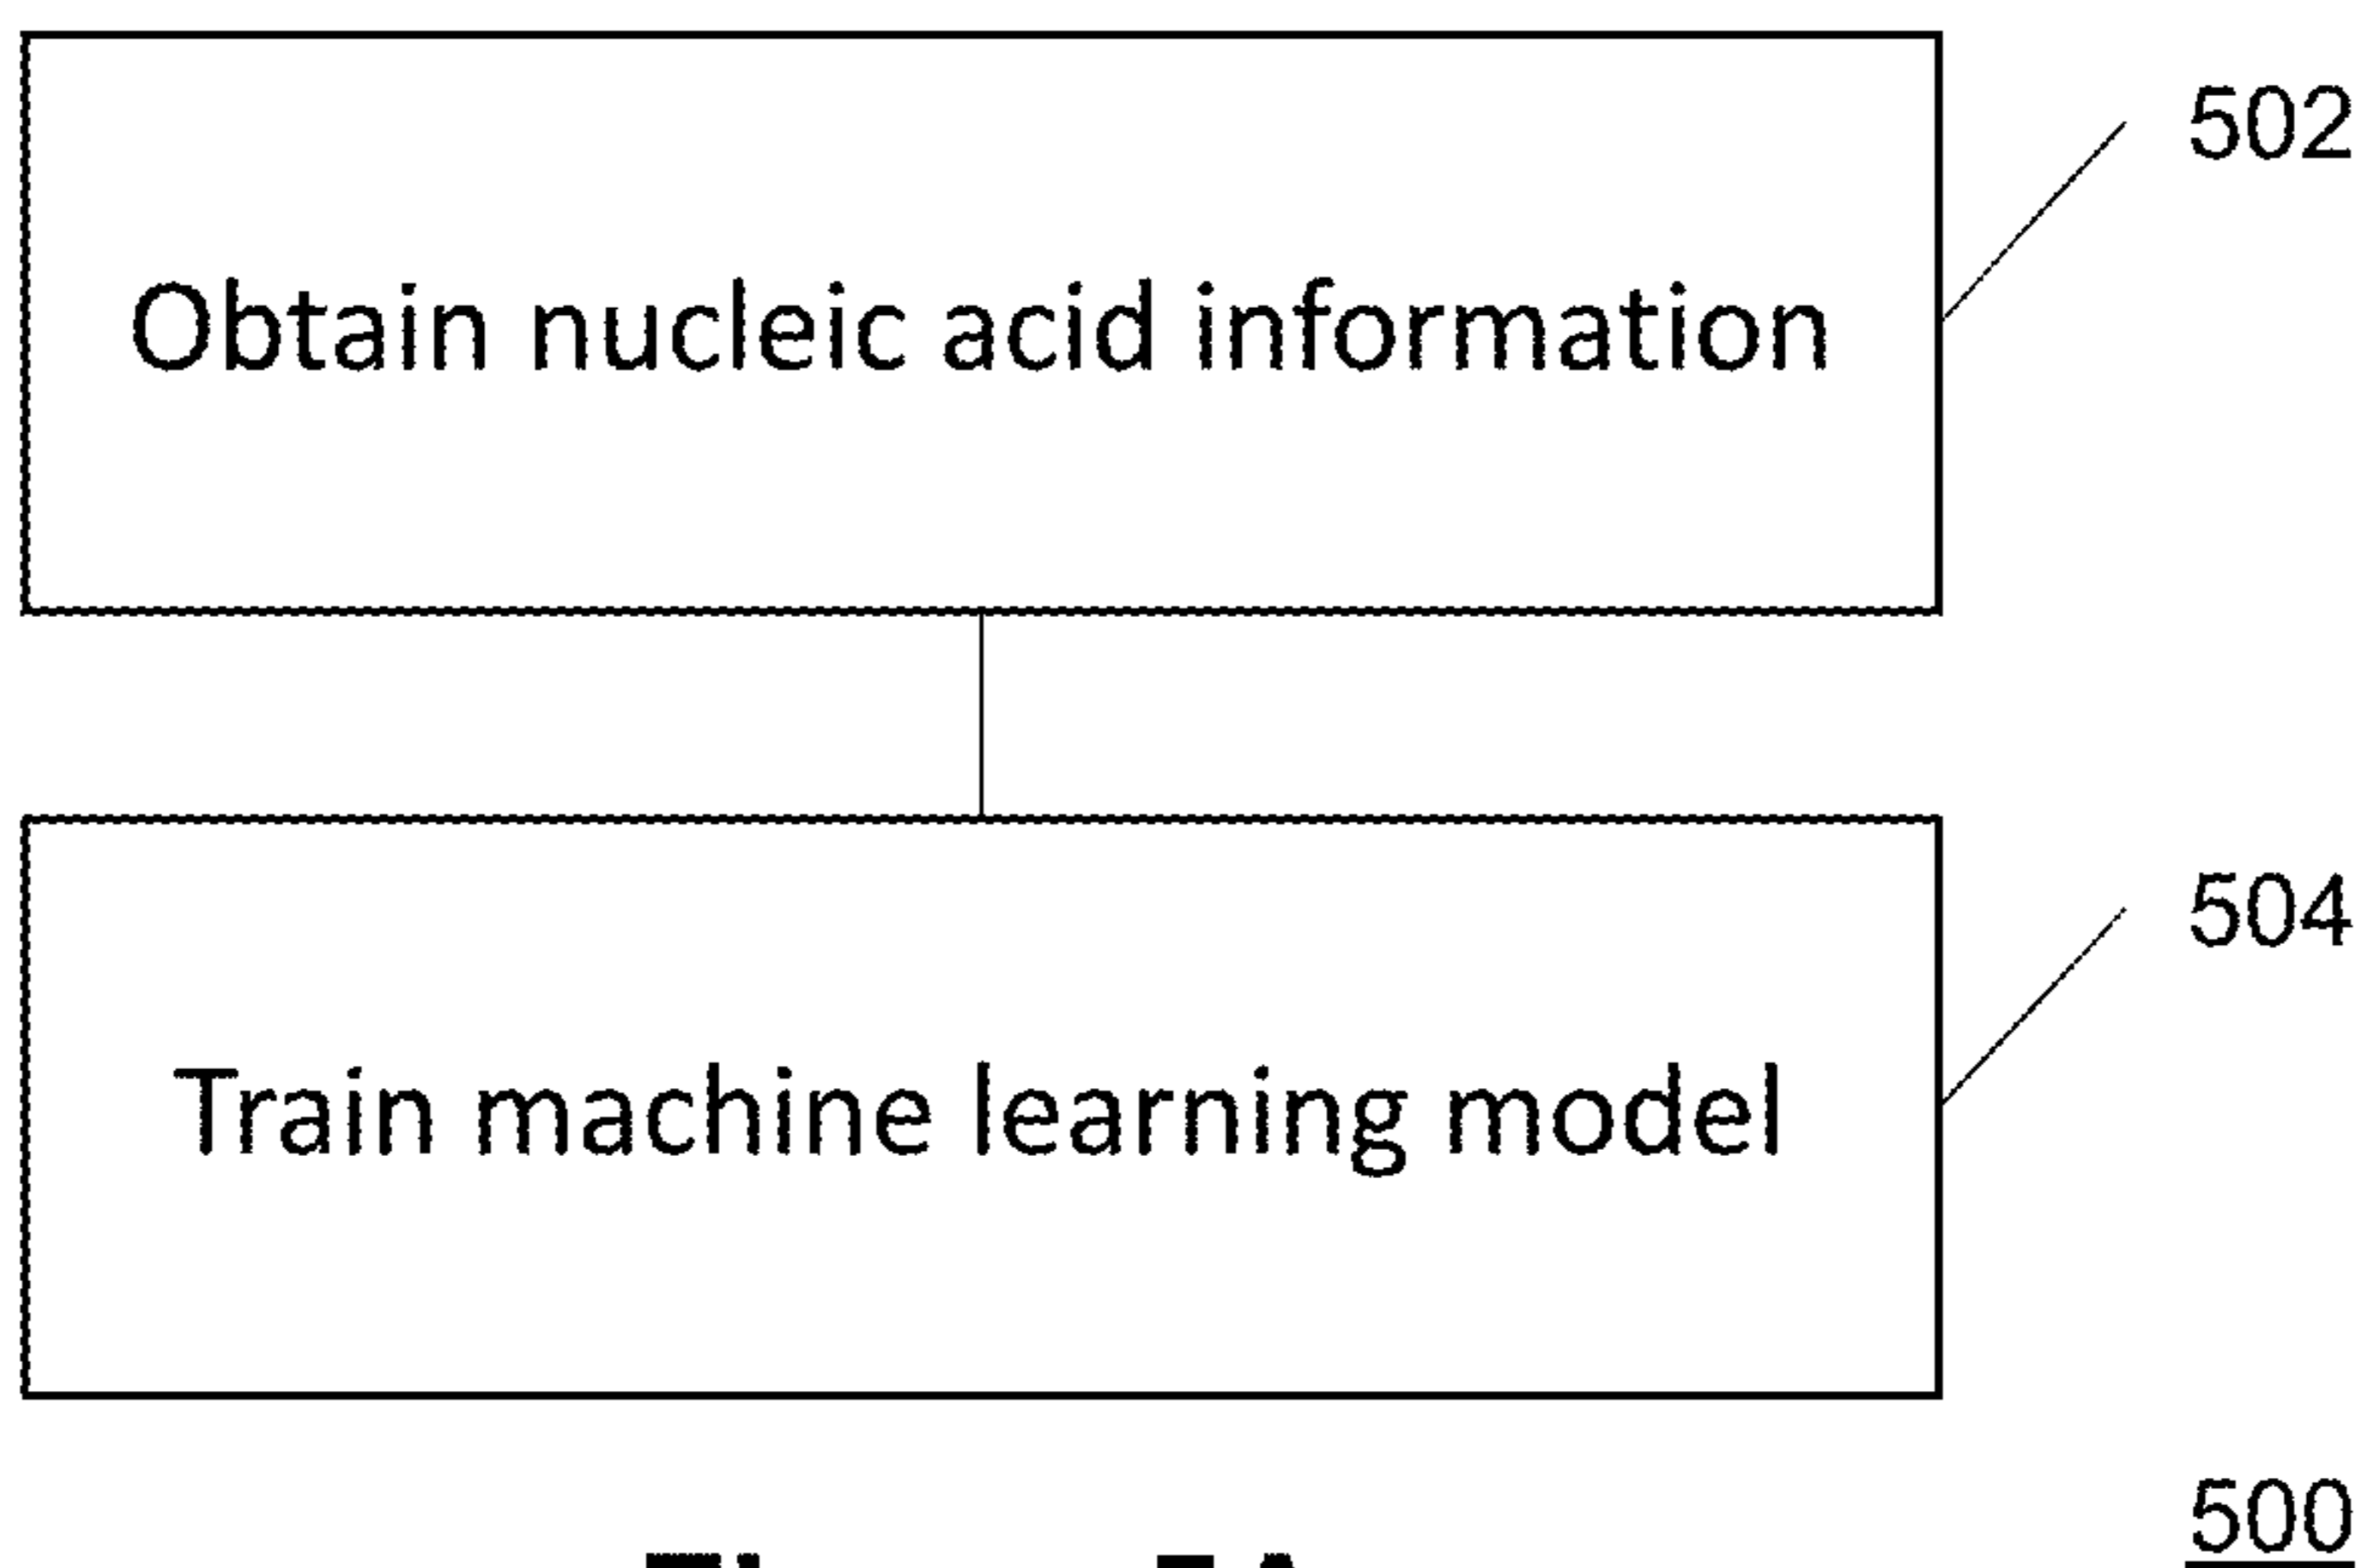 502
Obtain nucleic acid information
504
Train machine learning model
500